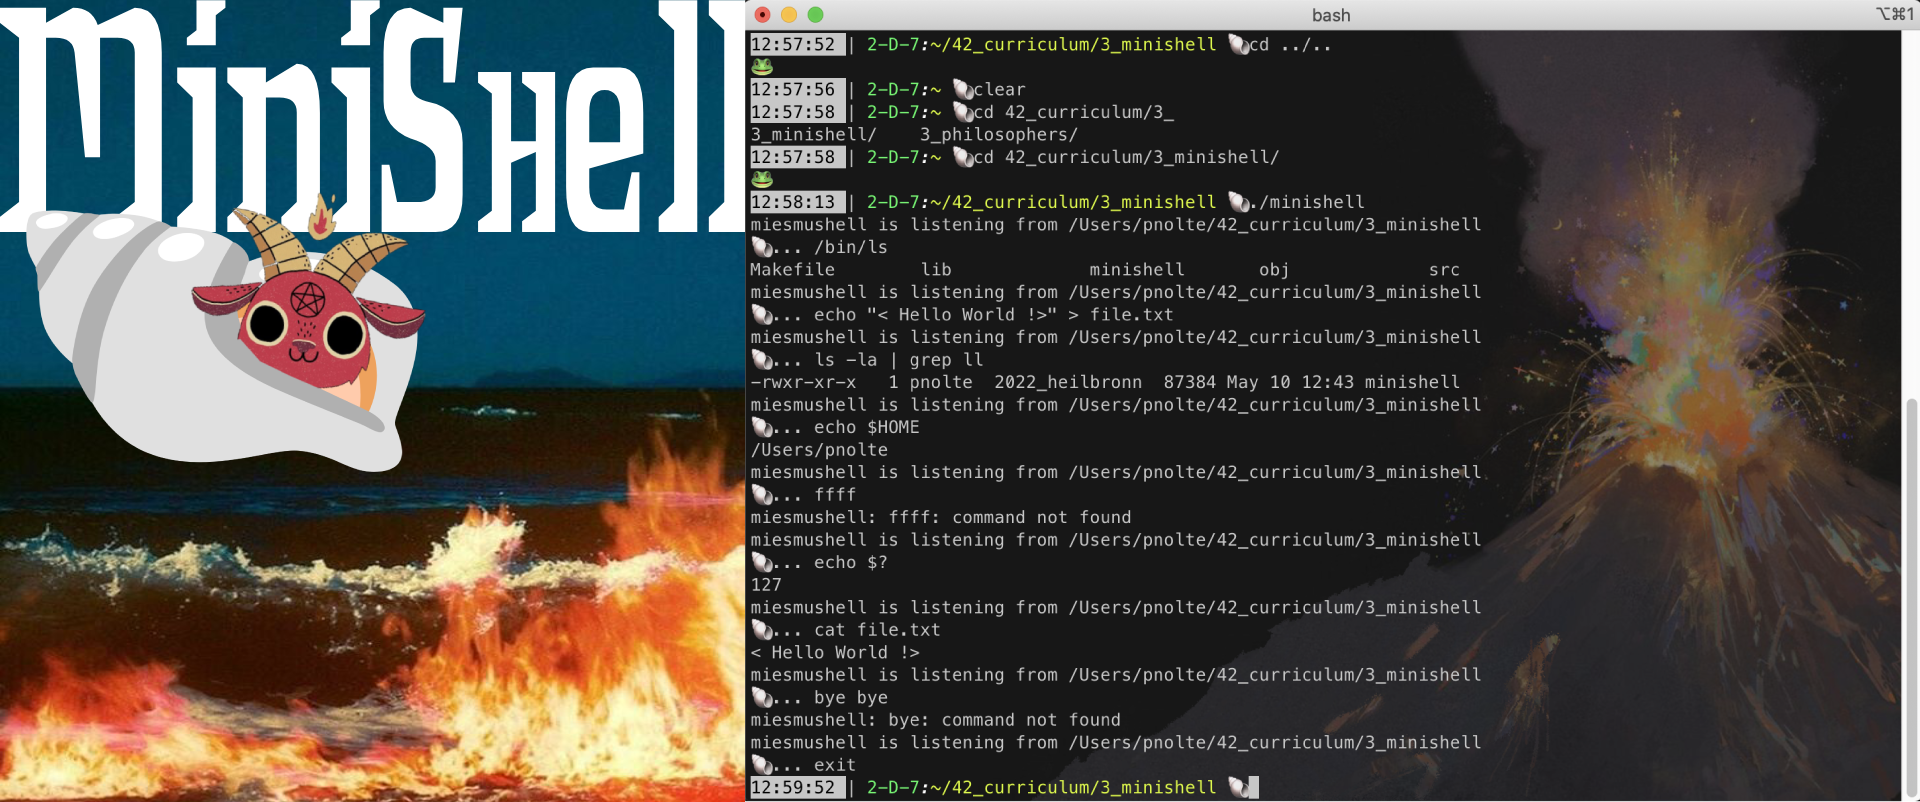 MiniShell
bash
⌥⌘1
12:57:52 | 2-D-7:~/42_curriculum/3_minishell 🐚cd ../..
🐸
12:57:56 | 2-D-7:~ 🐚clear
12:57:58 | 2-D-7:~ 🐚cd 42_curriculum/3_
3_minishell/    3_philosophers/
12:57:58 | 2-D-7:~ 🐚cd 42_curriculum/3_minishell/
🐸
12:58:13 | 2-D-7:~/42_curriculum/3_minishell 🐚./minishell
miesmushell is listening from /Users/pnolte/42_curriculum/3_minishell
🐚... /bin/ls
Makefile        lib             minishell       obj             src
miesmushell is listening from /Users/pnolte/42_curriculum/3_minishell
🐚... echo "< Hello World !>" > file.txt
miesmushell is listening from /Users/pnolte/42_curriculum/3_minishell
🐚... ls -la | grep ll
-rwxr-xr-x   1 pnolte  2022_heilbronn  87384 May 10 12:43 minishell
miesmushell is listening from /Users/pnolte/42_curriculum/3_minishell
🐚... echo $HOME
/Users/pnolte
miesmushell is listening from /Users/pnolte/42_curriculum/3_minishell
🐚... ffff
miesmushell: ffff: command not found
miesmushell is listening from /Users/pnolte/42_curriculum/3_minishell
🐚... echo $?
127
miesmushell is listening from /Users/pnolte/42_curriculum/3_minishell
🐚... cat file.txt
< Hello World !>
miesmushell is listening from /Users/pnolte/42_curriculum/3_minishell
🐚... bye bye
miesmushell: bye: command not found
miesmushell is listening from /Users/pnolte/42_curriculum/3_minishell
🐚... exit
12:59:52 | 2-D-7:~/42_curriculum/3_minishell 🐚